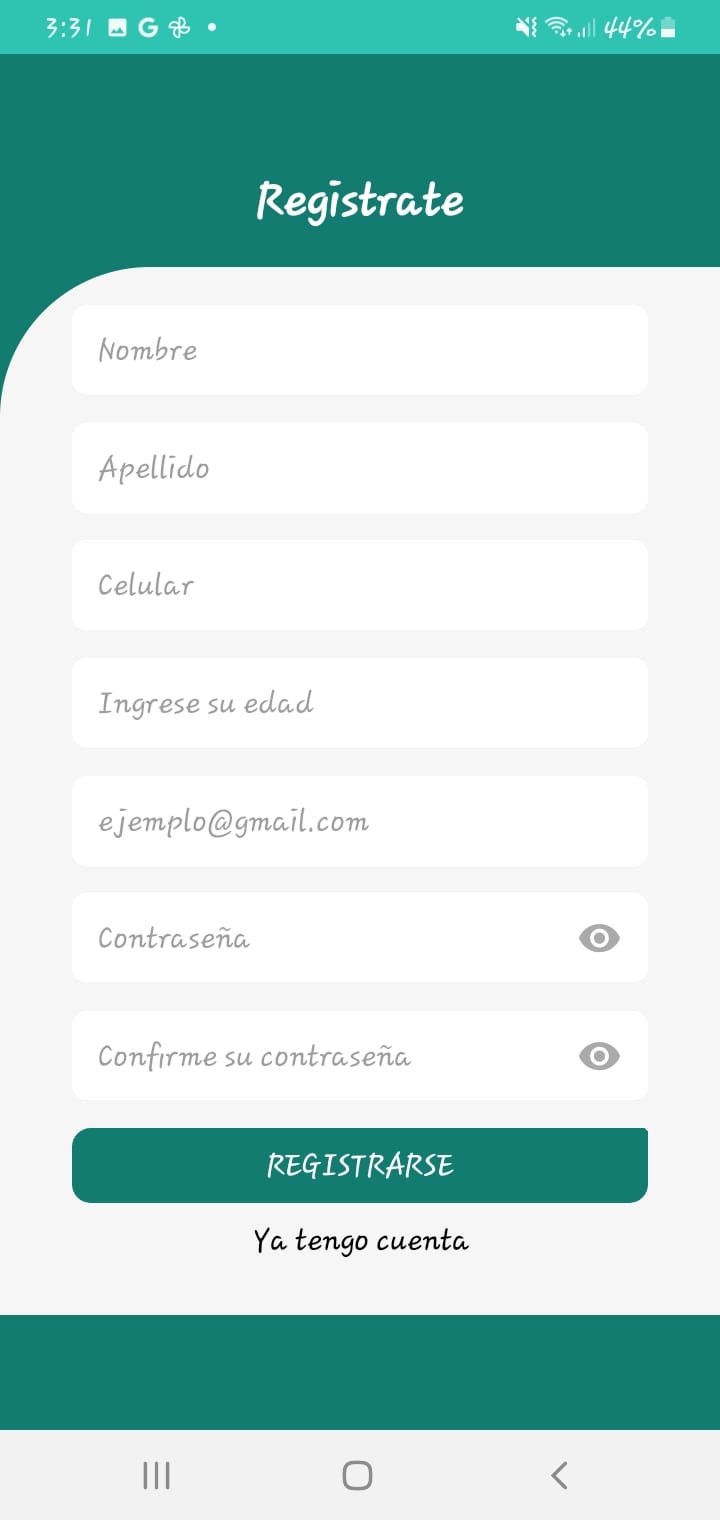 3:31 G 44%
Registrate
Nombre
Apellido
Celular
Ingrese su edad
ejemplo@gmail.com
Contraseña
Confirme su contraseña
REGISTRARSE
Ya tengo cuenta